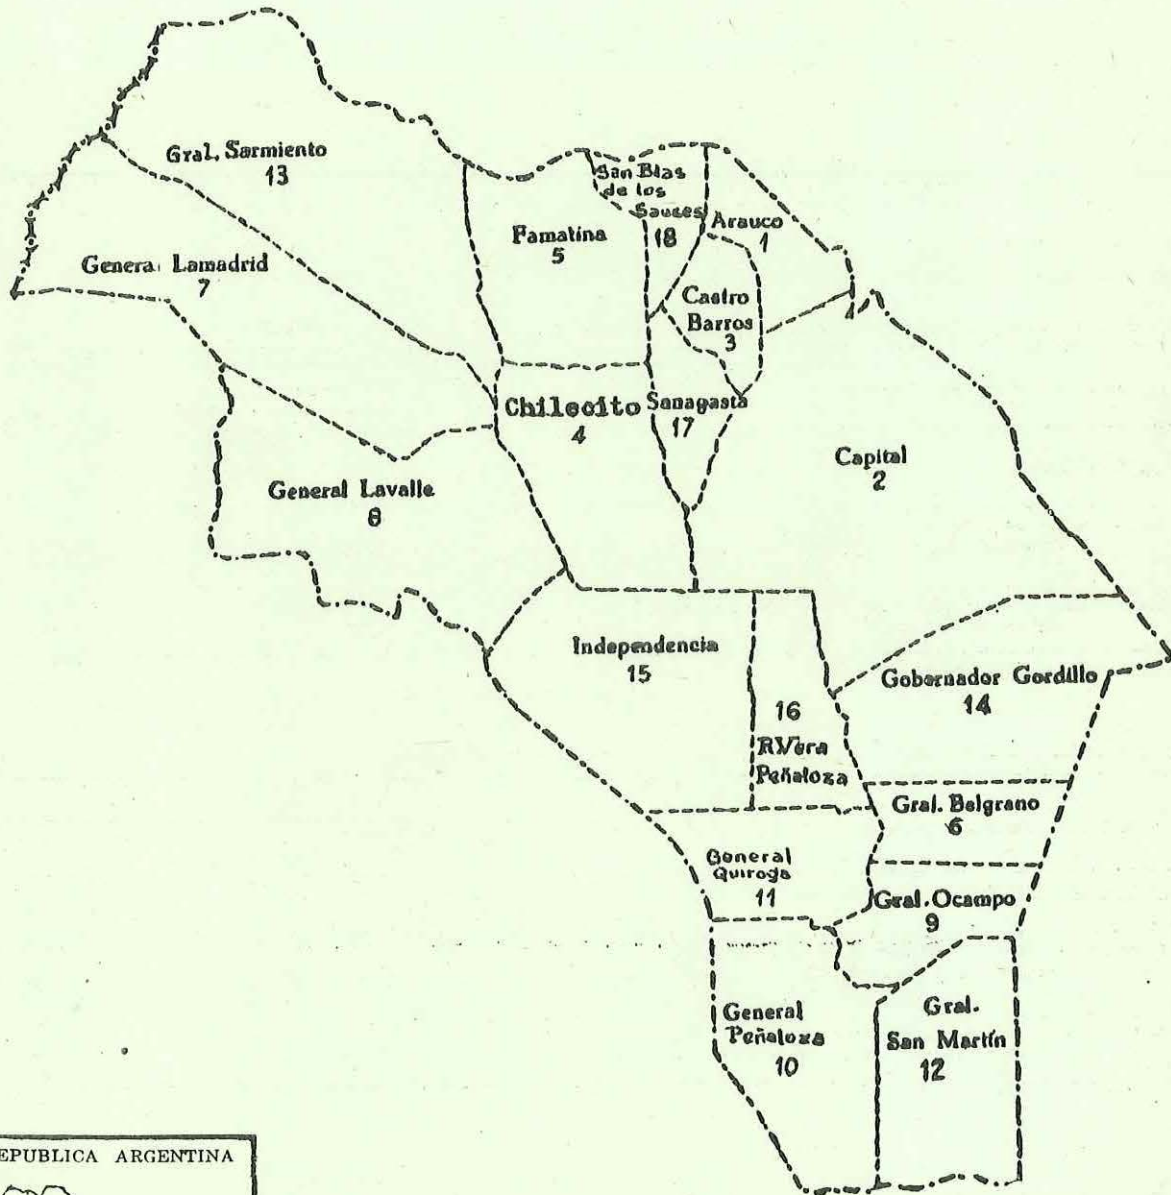 Gral. Sarmiento
13
San Blas
de los
Sauces
18
Arauco
1
Famatina
5
General Lamadrid
7
Castro
Barros
3
Chilecito
4
Sanagasta
17
Capital
2
General Lavalle
8
Independencia
15
Gobernador Gordillo
14
16
R.Vera
Peñaloza
Gral. Belgrano
6
General
Quiroga
11
Gral. Ocampo
9
General
Peñaloza
10
Gral.
San Martín
12
EPUBLICA ARGENTINA